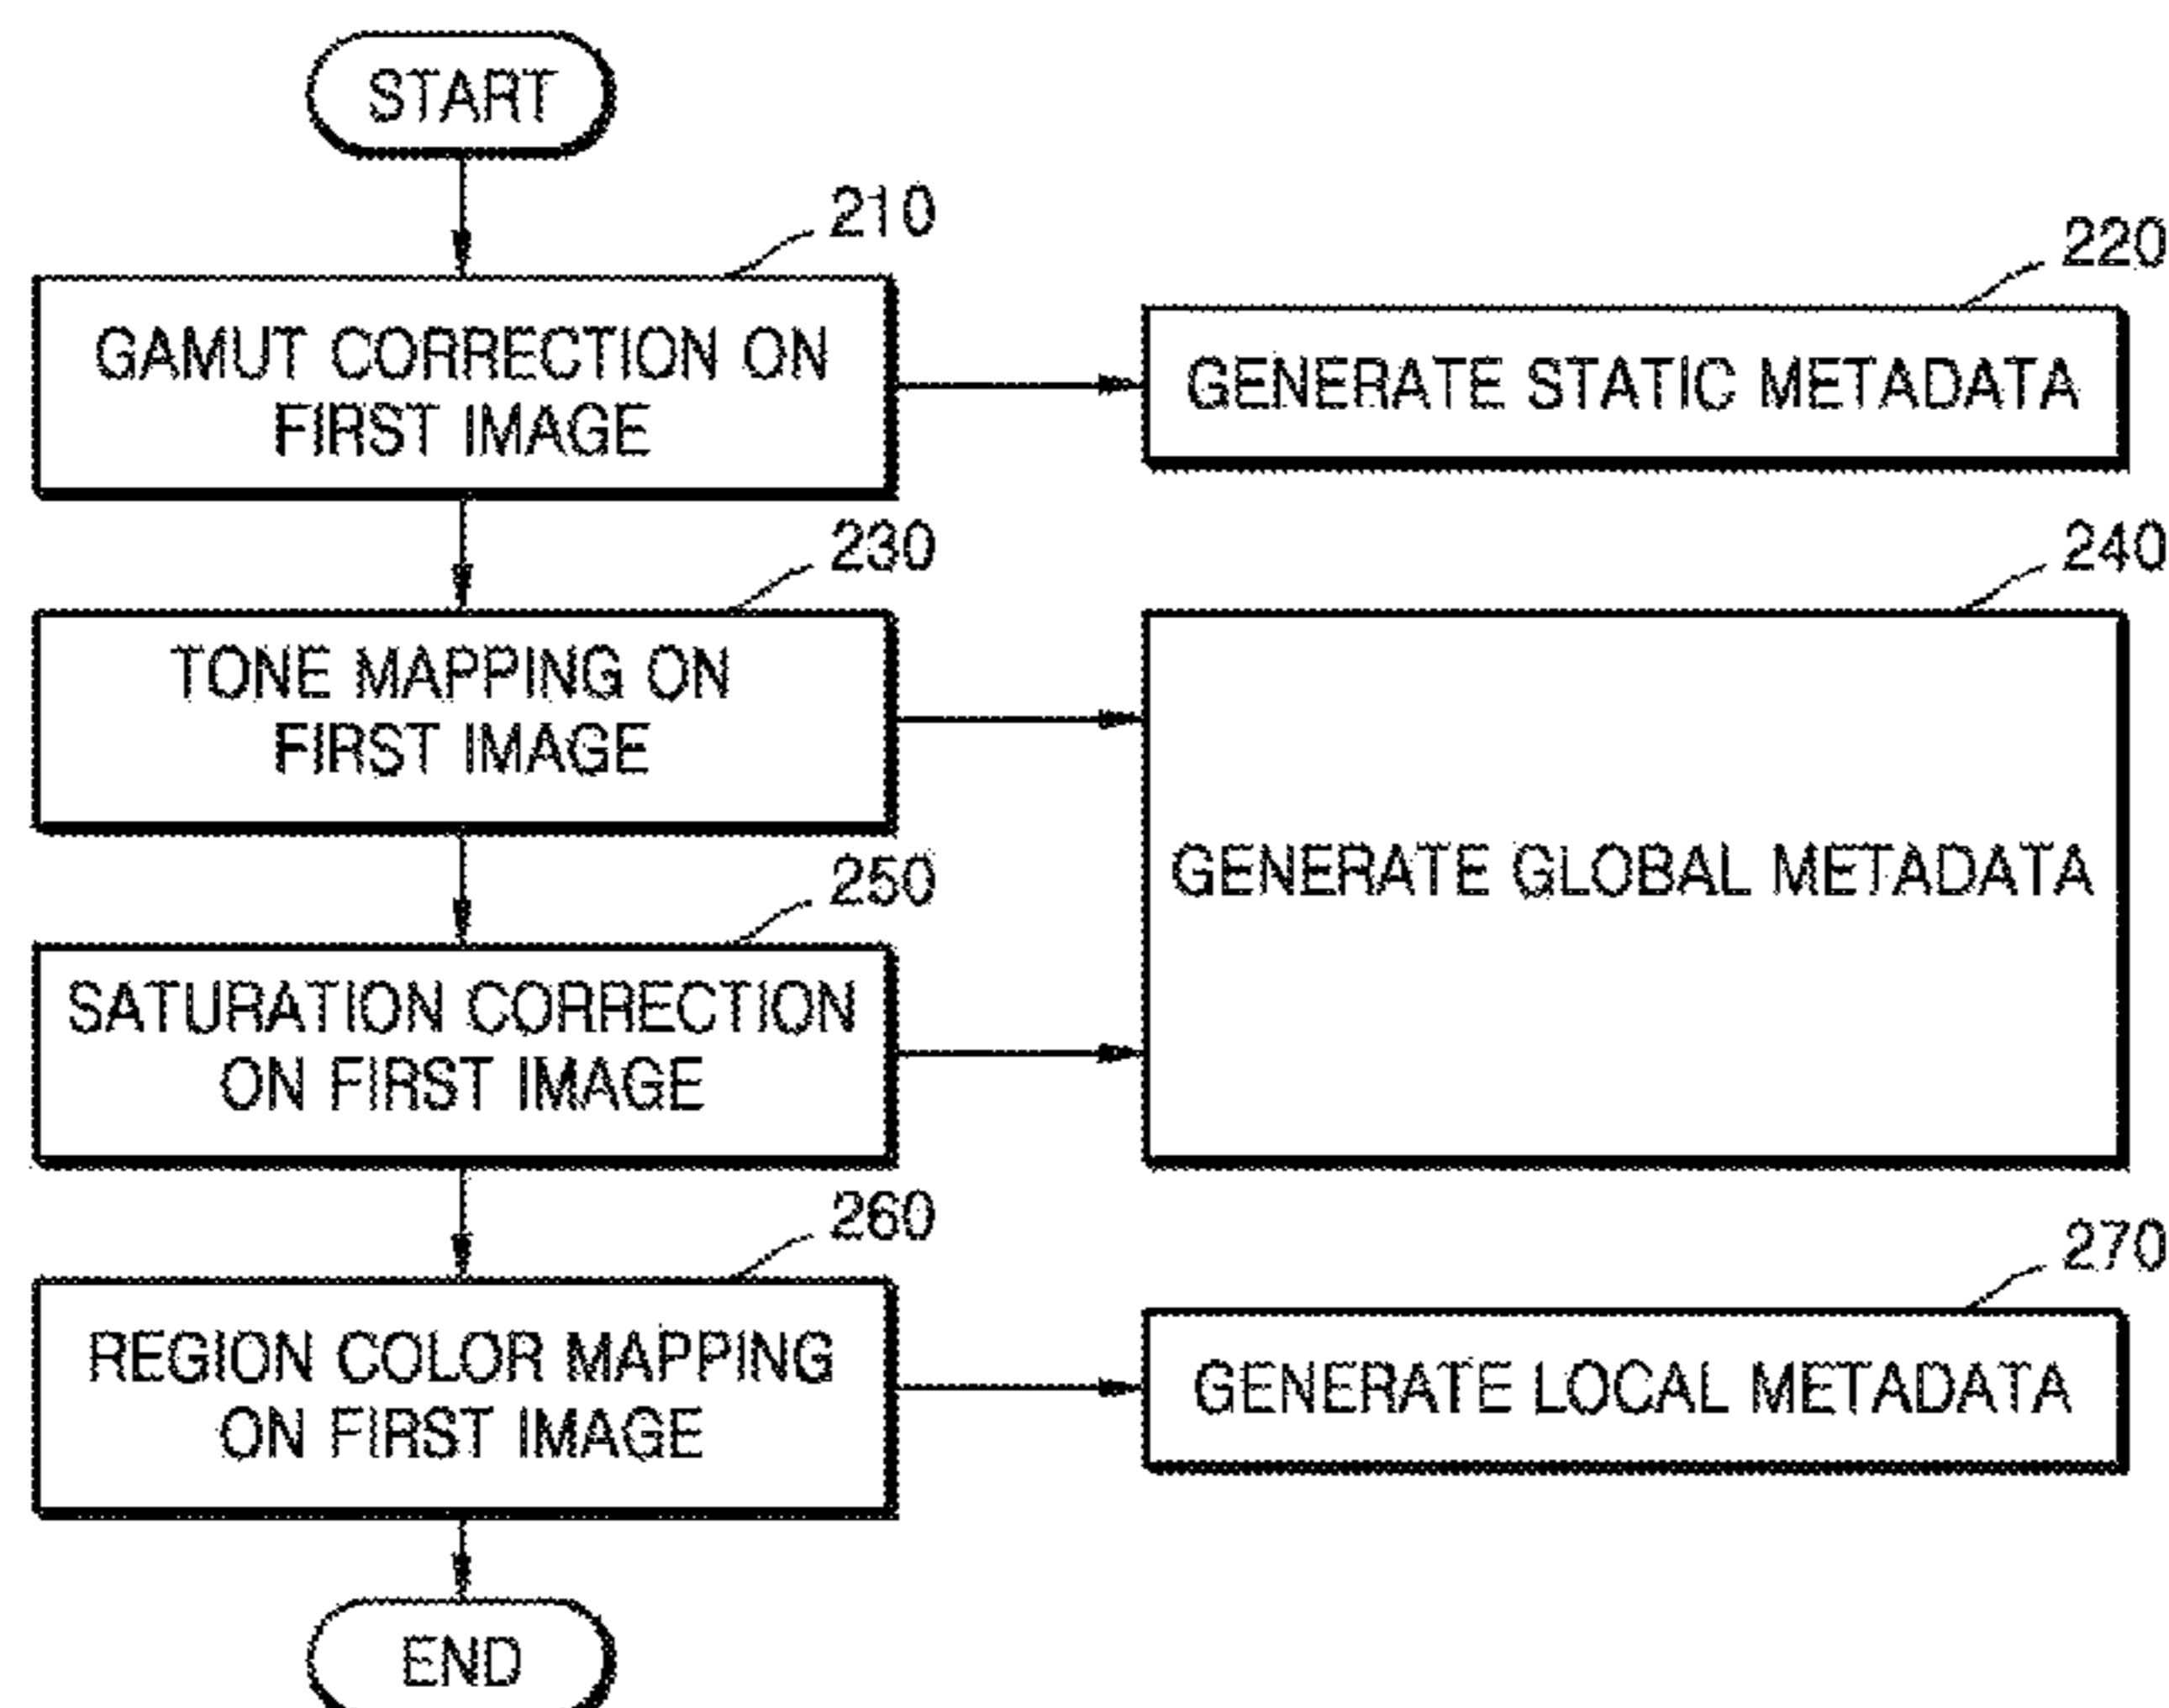 START
210
GAMUT CORRECTION ON
FIRST IMAGE
220
GENERATE STATIC METADATA
230
TONE MAPPING ON
FIRST IMAGE
240
GENERATE GLOBAL METADATA
250
SATURATION CORRECTION
ON FIRST IMAGE
260
REGION COLOR MAPPING
ON FIRST IMAGE
270
GENERATE LOCAL METADATA
END